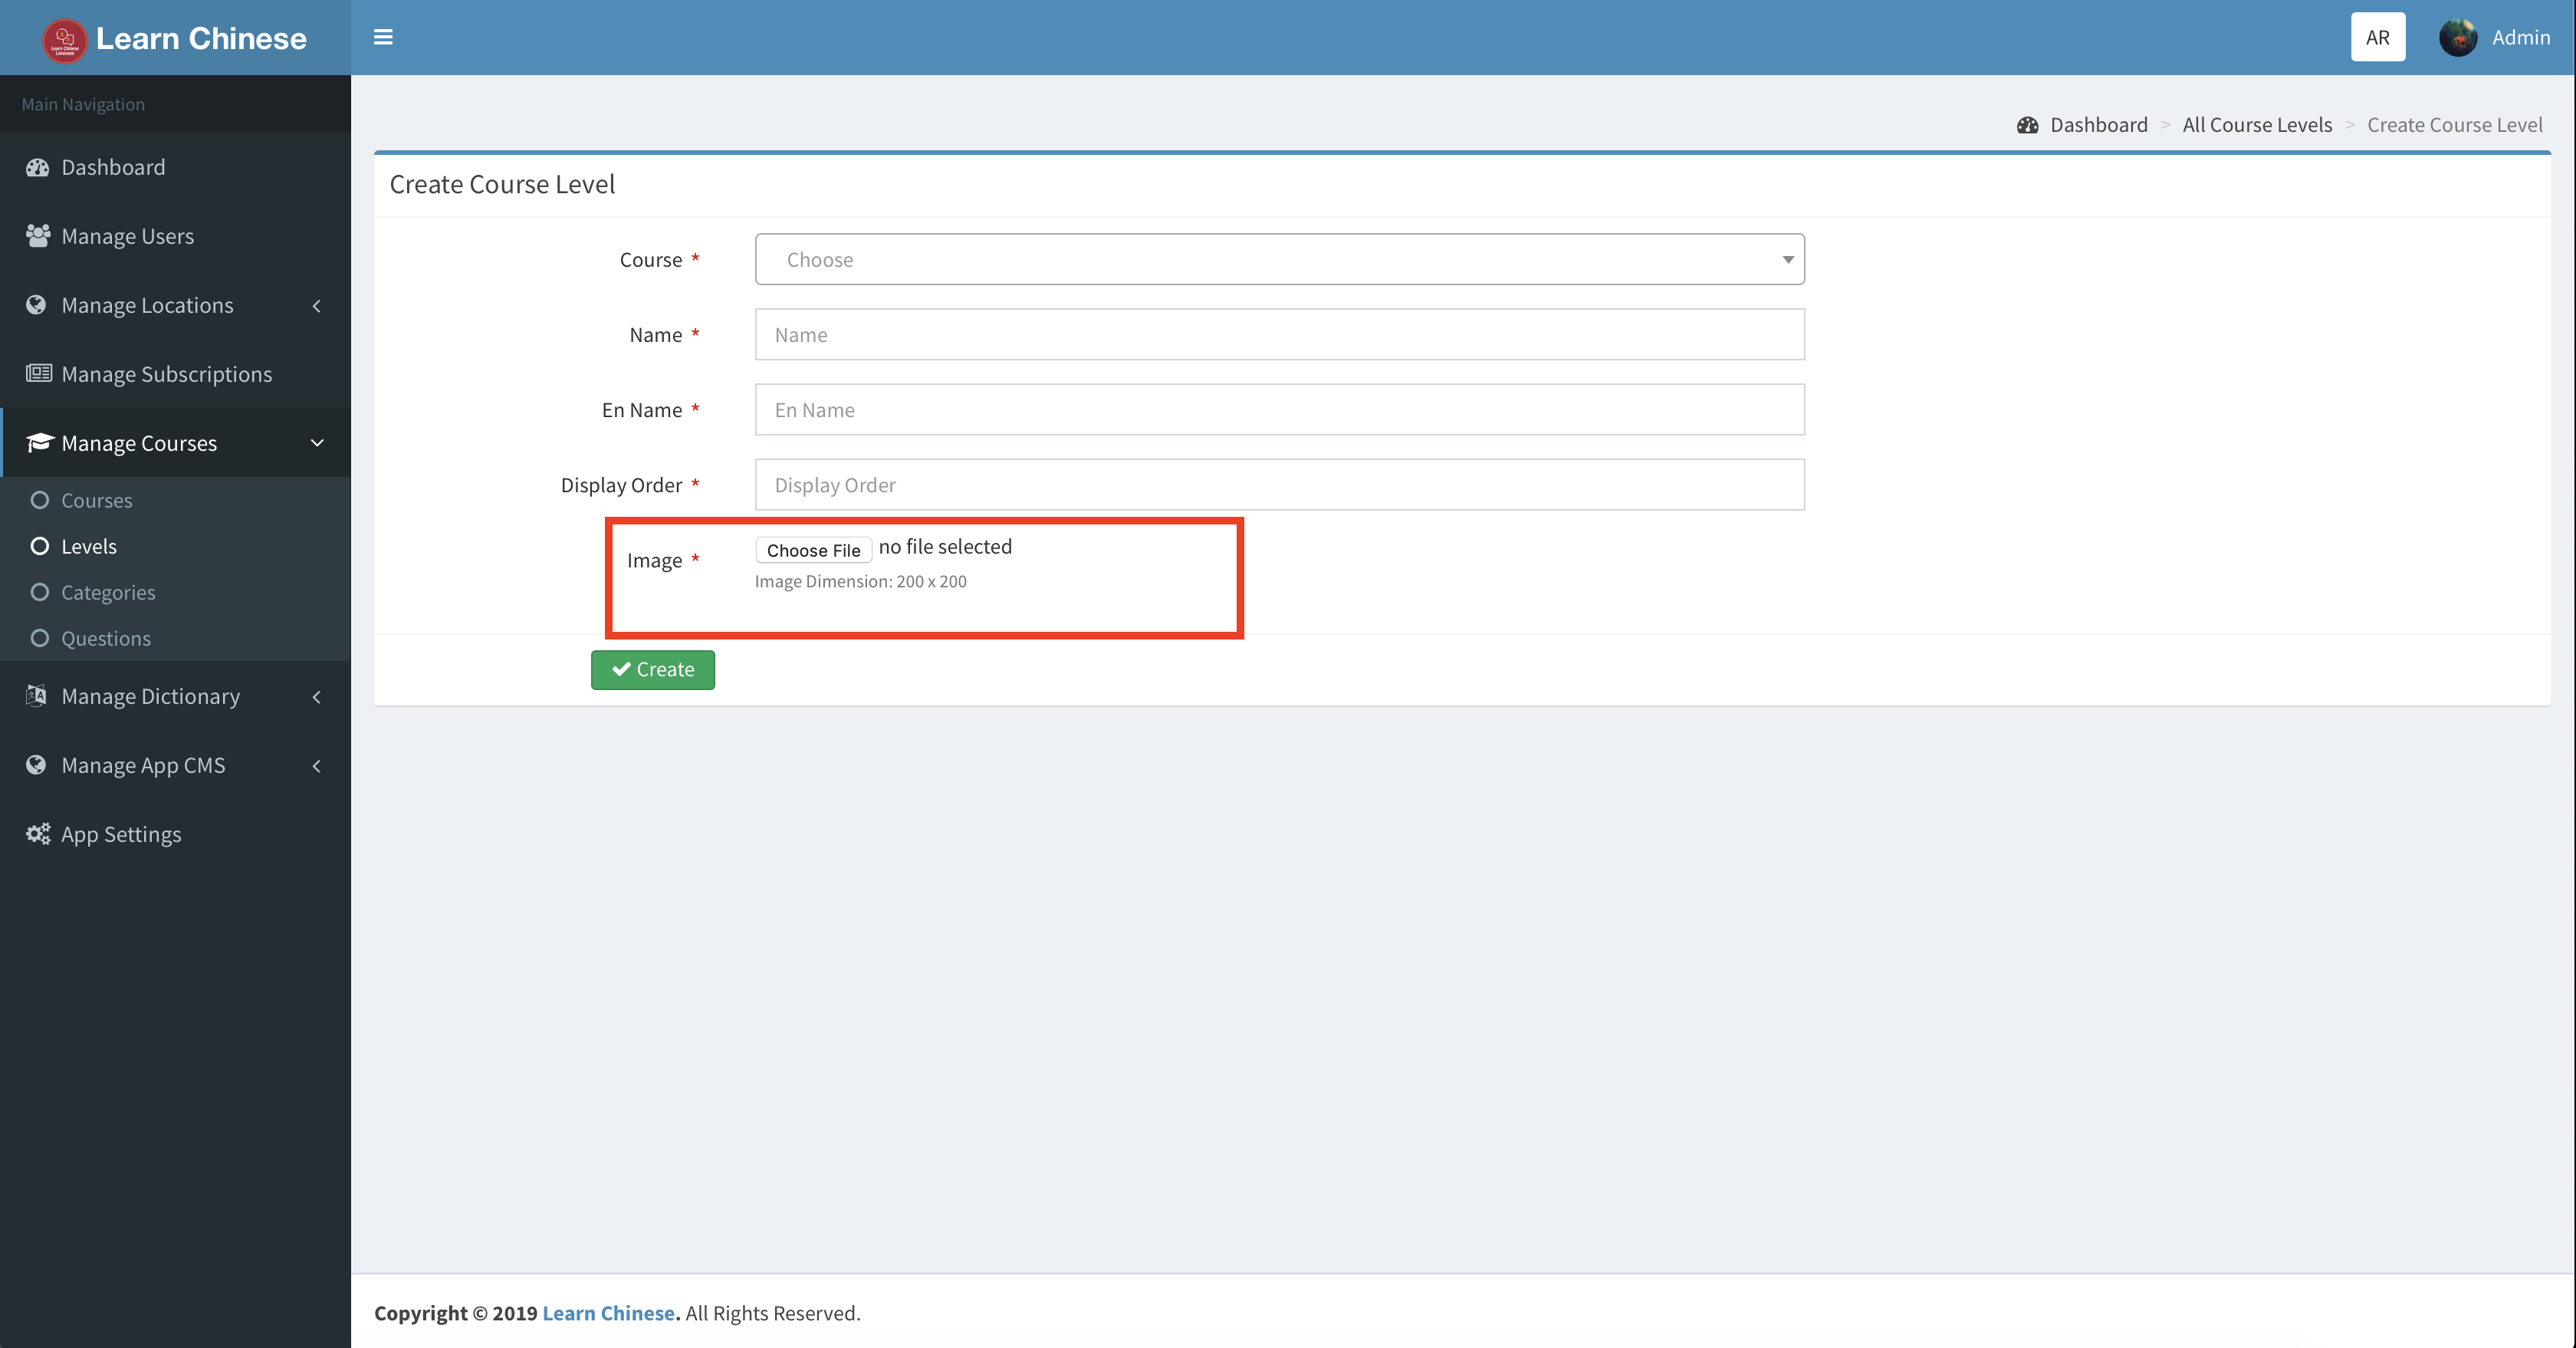 Learn Chinese
AR
Admin
Main Navigation
Dashboard
Manage Users
Manage Locations
Manage Subscriptions
Manage Courses
Courses
Levels
Categories
Questions
Manage Dictionary
Manage App CMS
App Settings
Dashboard > All Course Levels > Create Course Level
Create Course Level
Course *
Choose
Name *
Name
En Name *
En Name
Display Order *
Display Order
Image *
Choose File no file selected
Image Dimension: 200 x 200
Create
Copyright © 2019 Learn Chinese. All Rights Reserved.